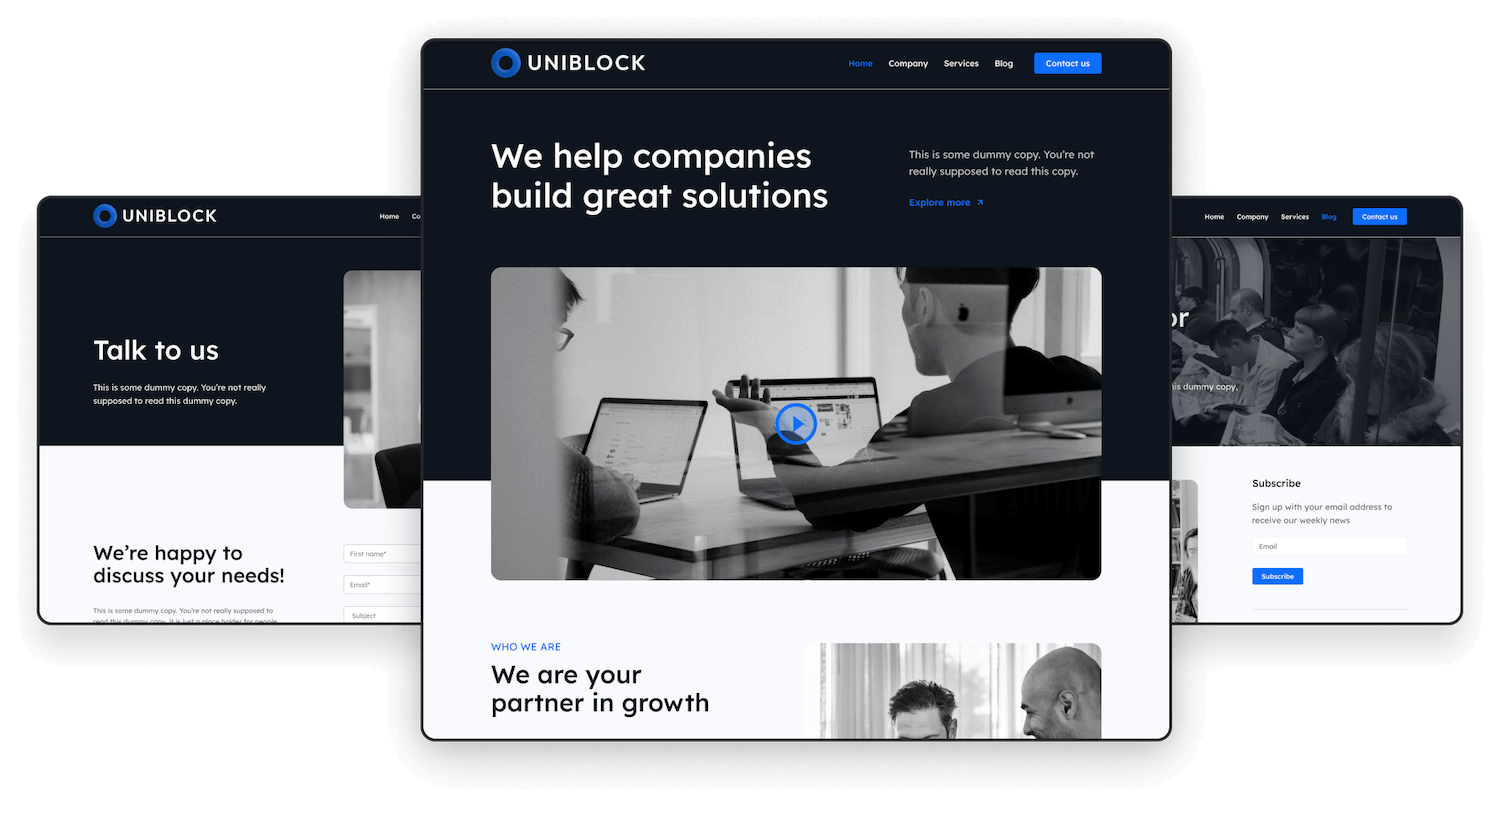 UNIBLOCK
Home Company Services Blog Contact us
We help companies
build great solutions
This is some dummy copy. You're not
really supposed to read this copy.
Explore more
WHO WE ARE
We are your
partner in growth
UNIBLOCK
Home Co
Talk to us
This is some dummy copy. You're not really
supposed to read this dummy copy.
We're happy to
discuss your needs!
This is some dummy copy. You're not really supposed to
read this dummy copy, it is just a place holder for people
First name*
Email*
Subject
Home Company Services Blog Contact us
or
is dummy copy,
Subscribe
Sign up with your email address to
receive our weekly news
Email
Subscribe